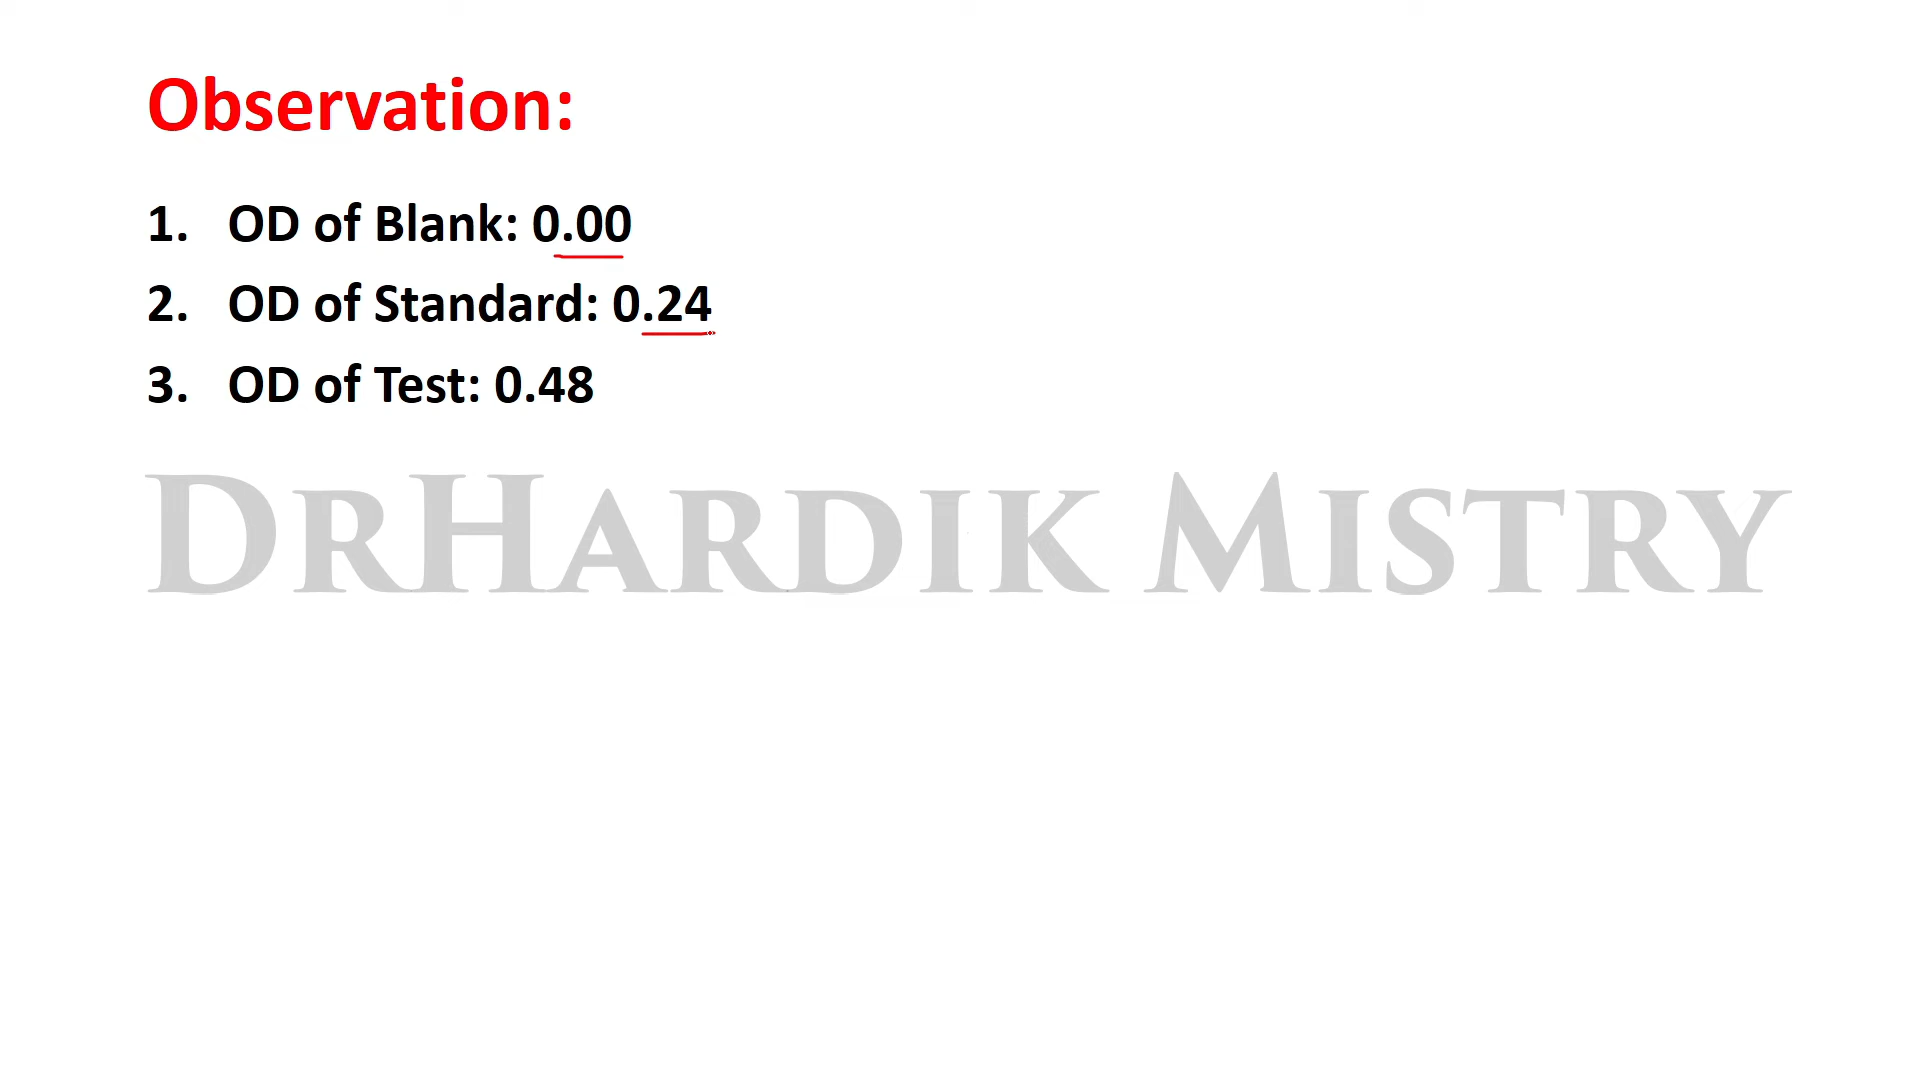 Observation:
1. OD of Blank: 0.00
2. OD of Standard: 0.24
3. OD of Test: 0.48
DRHARDIK MISTRY